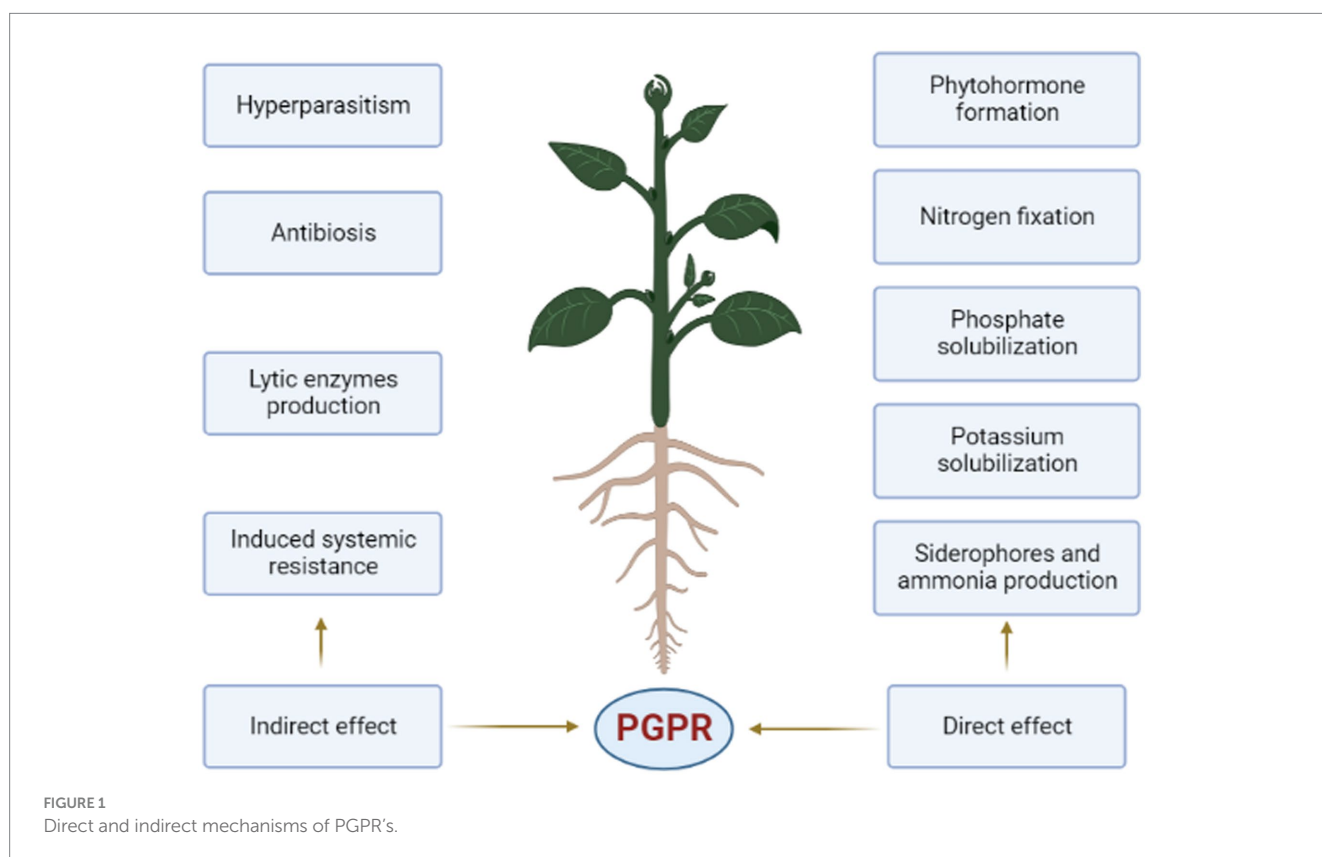 Hyperparasitism
Antibiosis
Lytic enzymes
production
Induced systemic
resistance
Indirect effect
PGPR
Phytohormone
formation
Nitrogen fixation
Phosphate
solubilization
Potassium
solubilization
Siderophores and
ammonia production
Direct effect
FIGURE 1
Direct and indirect mechanisms of PGPR's.